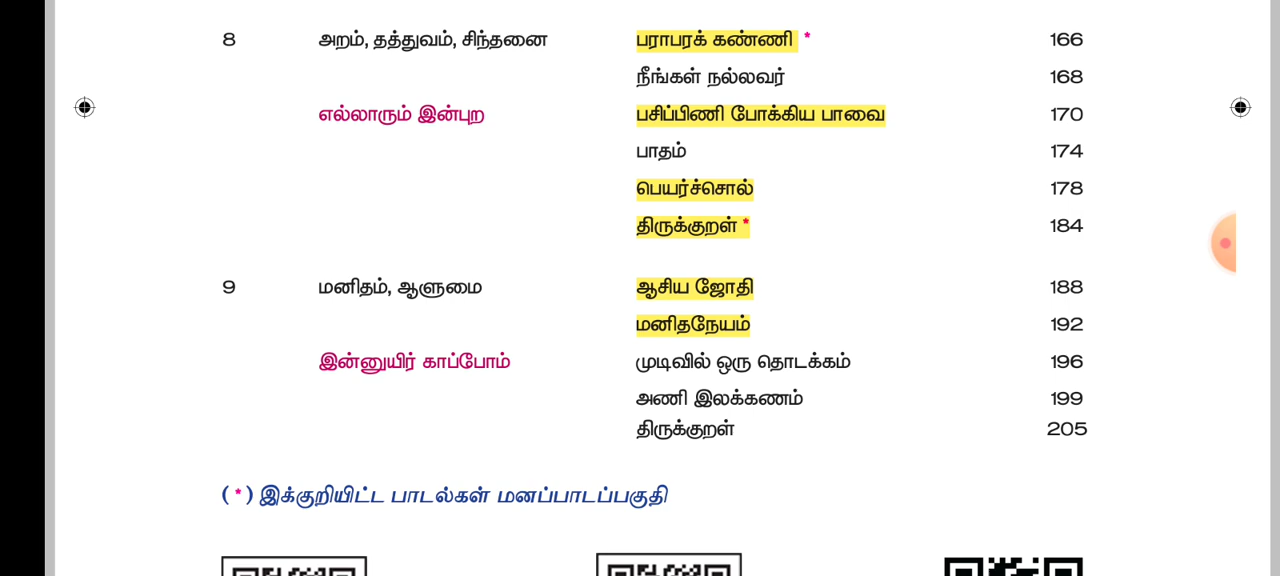 8 அறம், தத்துவம், சிந்தனை பராபரக் கண்ணி * 166
நீங்கள் நல்லவர் 168
எல்லாரும் இன்புற பசிப்பிணி போக்கிய பாவை 170
பாதம் 174
பெயர்ச்சொல் 178
திருக்குறள் * 184
9 மனிதம், ஆளுமை ஆசிய ஜோதி 188
மனிதநேயம் 192
இன்னுயிர் காப்போம் முடிவில் ஒரு தொடக்கம் 196
அணி இலக்கணம் 199
திருக்குறள் 205
( * ) இக்குறியிட்ட பாடல்கள் மனப்பாடப்பகுதி